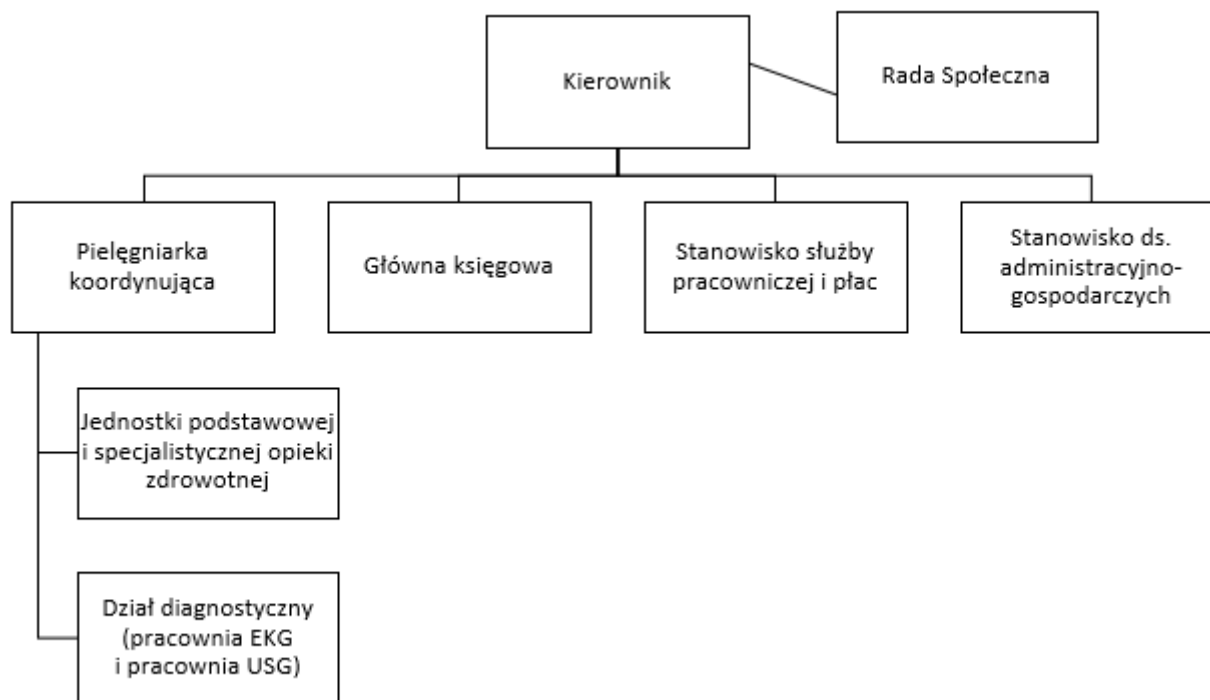 Kierownik
Rada Społeczna
Pielęgniarka
koordynująca
Główna księgowa
Stanowisko służby
pracowniczej i płac
Stanowisko ds.
administracyjno-
gospodarczych
Jednostki podstawowej
i specjalistycznej opieki
zdrowotnej
Dział diagnostyczny
(pracownia EKG
i pracownia USG)